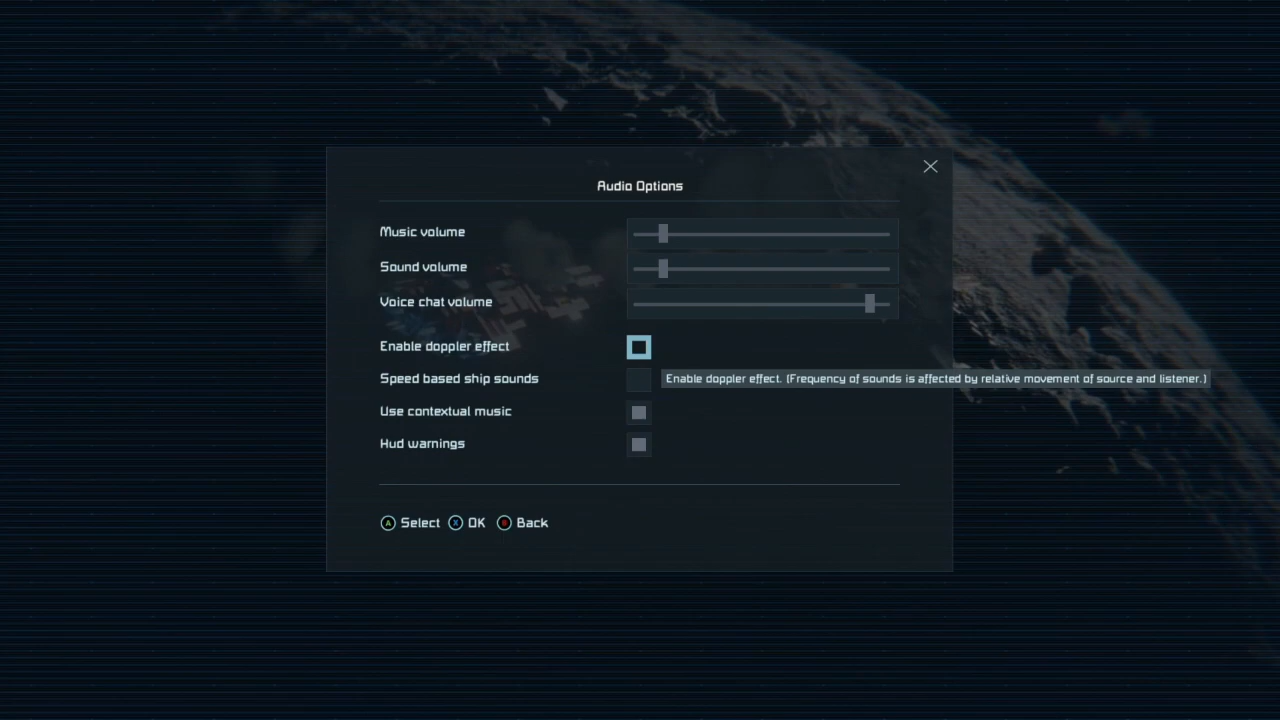 Audio Options
Music volume
Sound volume
Voice chat volume
Enable doppler effect
Speed based ship sounds
Enable doppler effect. (Frequency of sounds is affected by relative movement of source and listener.)
Use contextual music
Hud warnings
A Select X OK B Back